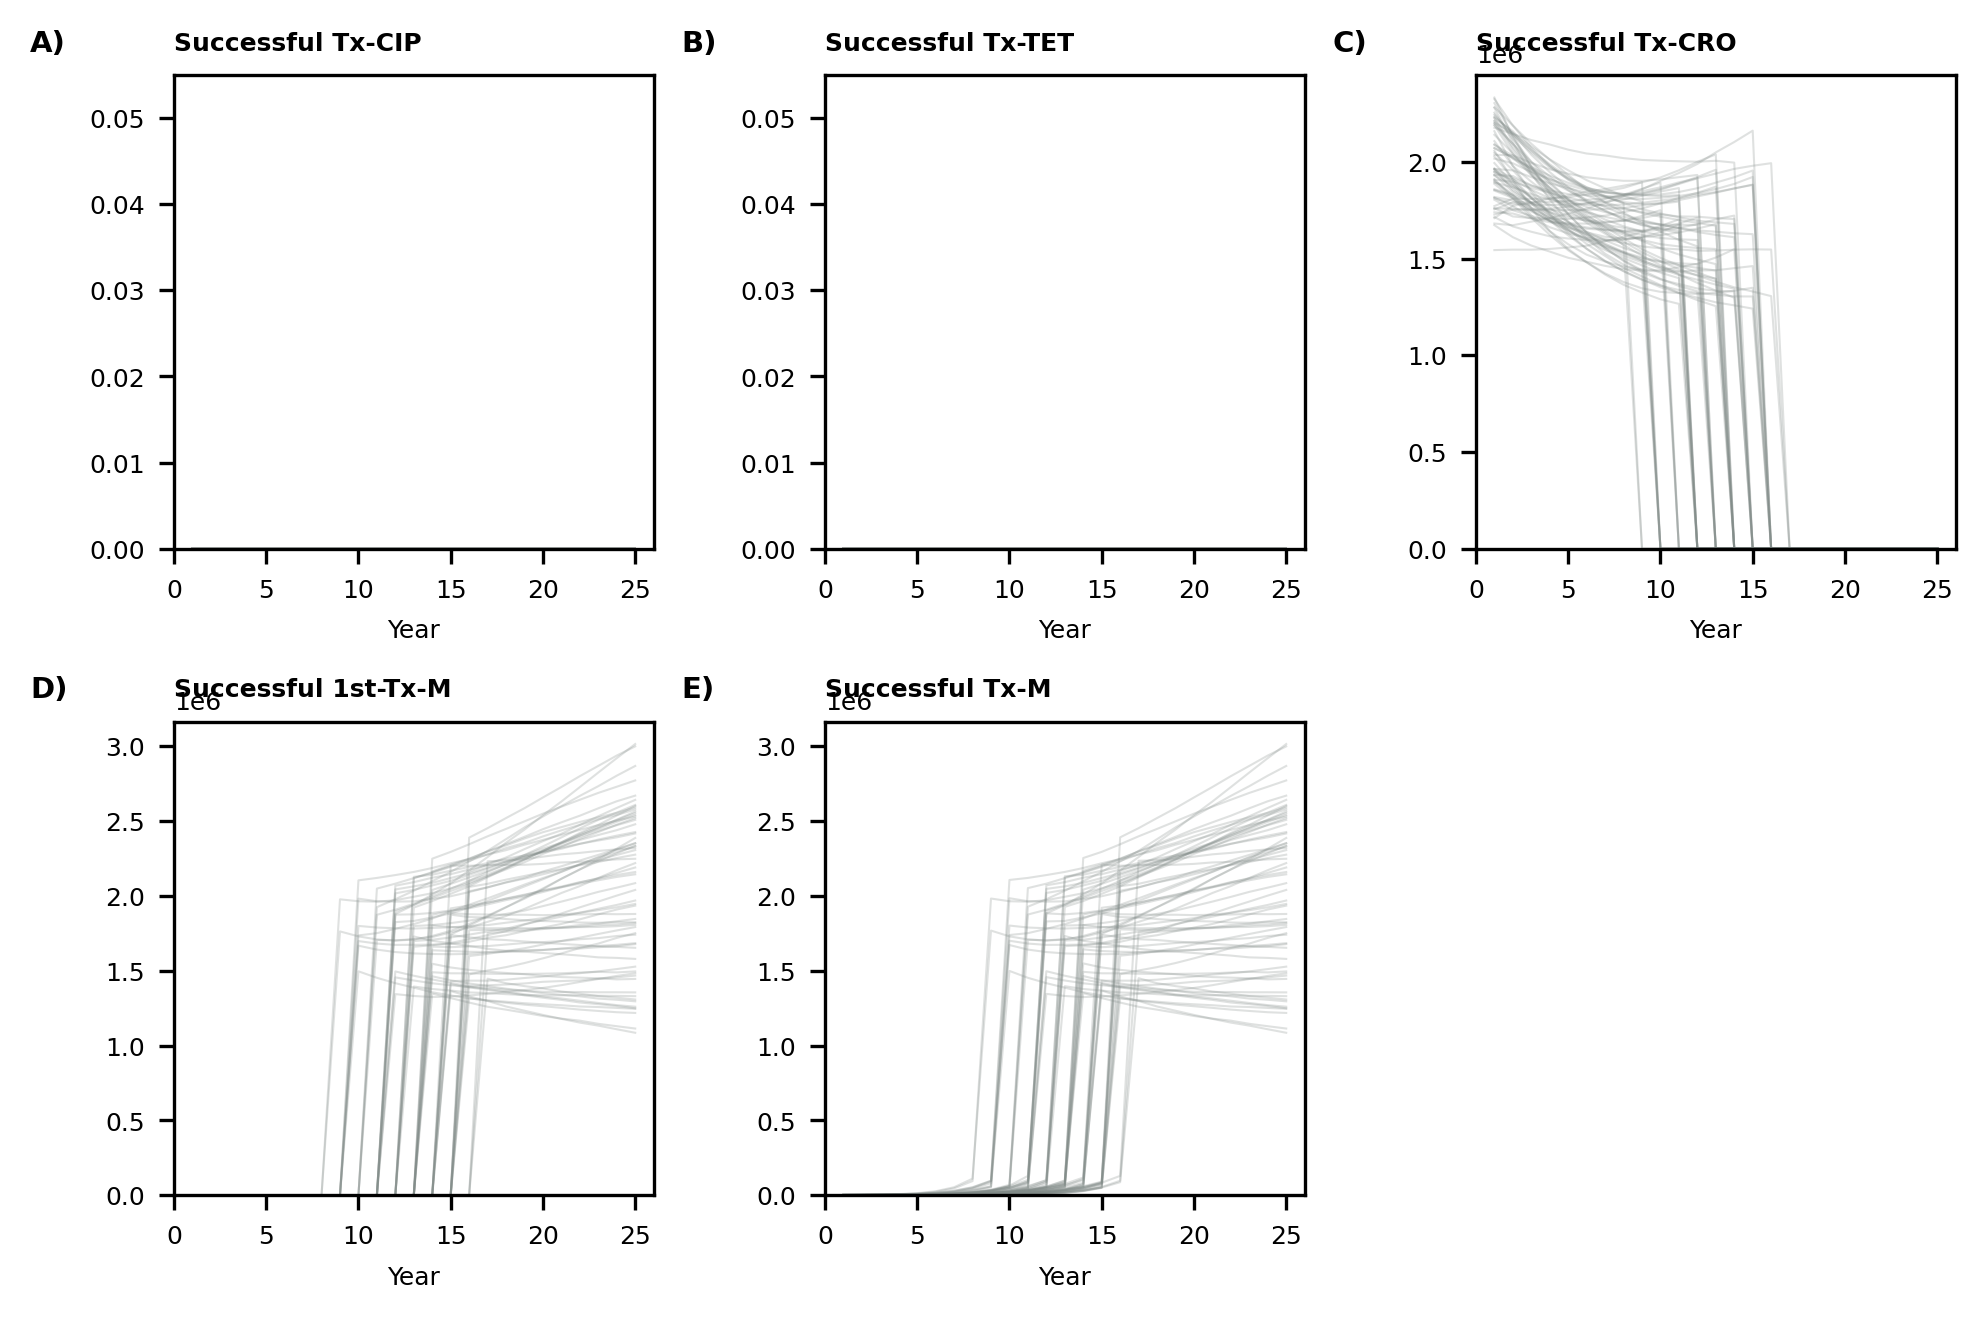 A) Successful Tx-CIP
0.05
0.04
0.03
0.02
0.01
0.00
0 5 10 15 20 25
Year
B) Successful Tx-TET
0.05
0.04
0.03
0.02
0.01
0.00
0 5 10 15 20 25
Year
C) Successful Tx-CRO
1e6
2.0
1.5
1.0
0.5
0.0
0 5 10 15 20 25
Year
D) Successful 1st-Tx-M
1e6
3.0
2.5
2.0
1.5
1.0
0.5
0.0
0 5 10 15 20 25
Year
E) Successful Tx-M
1e6
3.0
2.5
2.0
1.5
1.0
0.5
0.0
0 5 10 15 20 25
Year